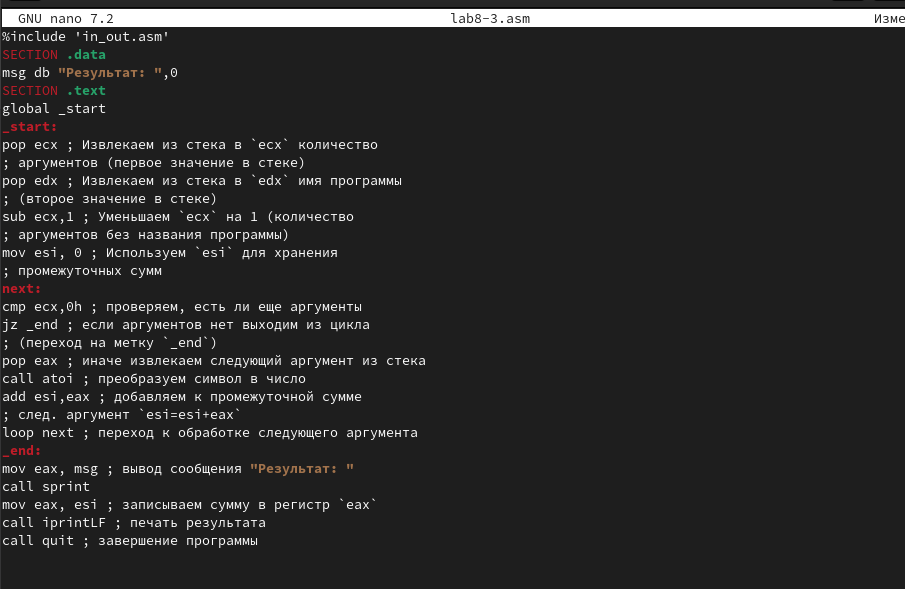 GNU nano 7.2 lab8-3.asm Изме
%include 'in_out.asm'
SECTION .data
msg db "Результат: ",0
SECTION .text
global _start
_start:
pop ecx ; Извлекаем из стека в `ecx` количество
; аргументов (первое значение в стеке)
pop edx ; Извлекаем из стека в `edx` имя программы
; (второе значение в стеке)
sub ecx,1 ; Уменьшаем `ecx` на 1 (количество
; аргументов без названия программы)
mov esi, 0 ; Используем `esi` для хранения
; промежуточных сумм
next:
cmp ecx,0h ; проверяем, есть ли еще аргументы
jz _end ; если аргументов нет выходим из цикла
; (переход на метку `_end`)
pop eax ; иначе извлекаем следующий аргумент из стека
call atoi ; преобразуем символ в число
add esi,eax ; добавляем к промежуточной сумме
; след. аргумент `esi=esi+eax`
loop next ; переход к обработке следующего аргумента
_end:
mov eax, msg ; вывод сообщения "Результат: "
call sprint
mov eax, esi ; записываем сумму в регистр `eax`
call iprintLF ; печать результата
call quit ; завершение программы